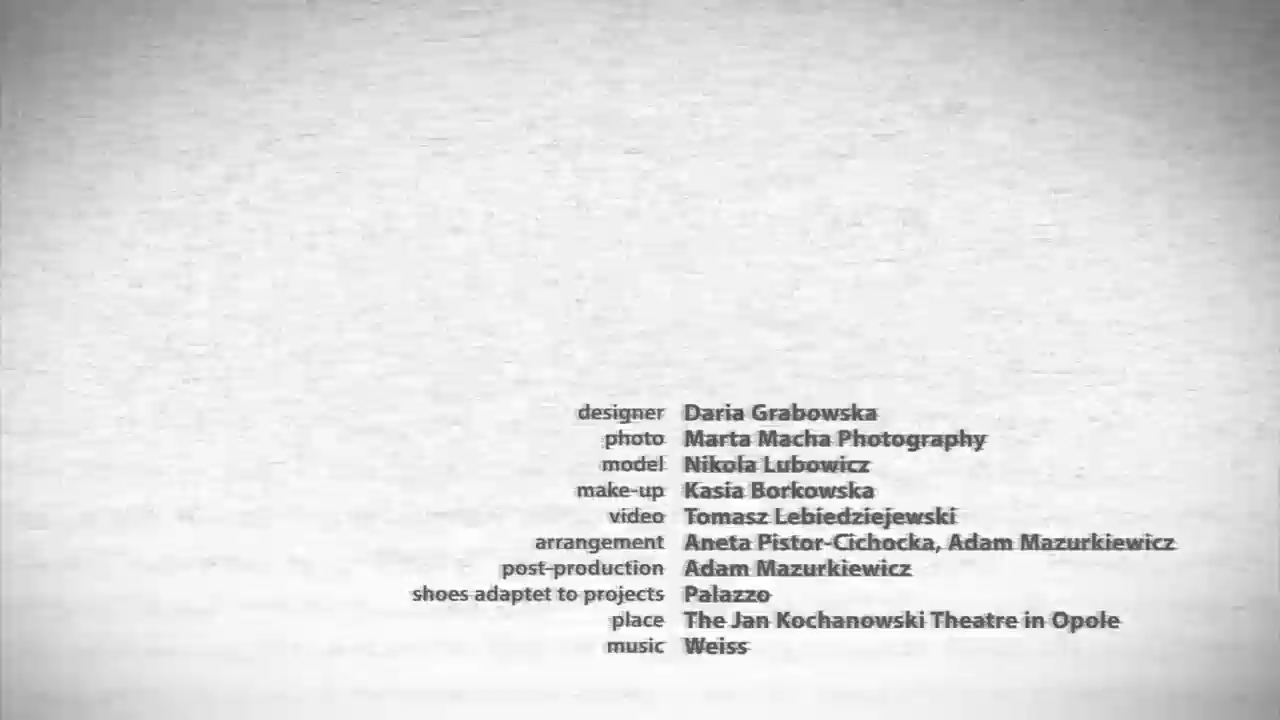 designer Daria Grabowska
photo Marta Macha Photography
model Nikola Lubowicz
make-up Kasia Borkowska
video Tomasz Lebiedziejewski
arrangement Aneta Pistor-Cichocka, Adam Mazurkiewicz
post-production Adam Mazurkiewicz
shoes adaptet to projects Palazzo
place The Jan Kochanowski Theatre in Opole
music Weiss